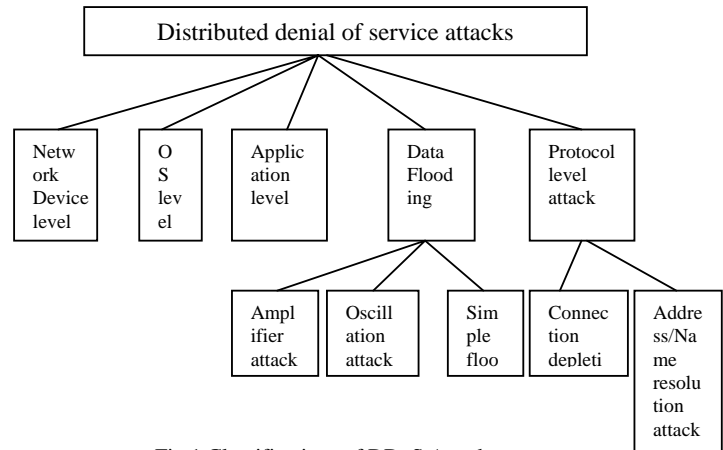 Distributed denial of service attacks
Netw
ork
Device
level
O
S
lev
el
Applic
ation
level
Data
Flood
ing
Protocol
level
attack
Ampl
ifier
attack
Oscill
ation
attack
Sim
ple
floo
Connec
tion
depleti
Addre
ss/Na
me
resolu
tion
attack